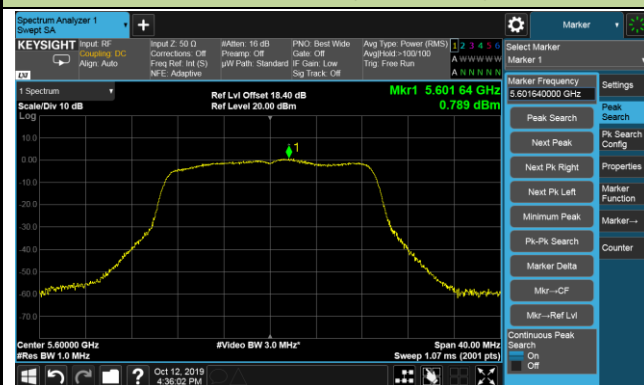 Spectrum Analyzer 1
Swept SA
+
Marker
KEYSIGHT
Input: RF
Coupling: DC
Align: Auto
Input Z: 50 Ω
Corrections: Off
Freq Ref: Int (S)
NFE: Adaptive
#Atten: 16 dB
Preamp: Off
µW Path: Standard
PNO: Best Wide
Gate: Off
IF Gain: Low
Sig Track: Off
Avg Type: Power (RMS)
Avg|Hold:>100/100
Trig: Free Run
1 2 3 4 5 6
A W W W W W
A N N N N N
LXI
Select Marker
Marker 1
1 Spectrum
Scale/Div 10 dB
Log
Ref Lvl Offset 18.40 dB
Ref Level 20.00 dBm
Mkr1 5.601 64 GHz
0.789 dBm
1
10.0
0.00
-10.0
-20.0
-30.0
-40.0
-50.0
-60.0
-70.0
Center 5.60000 GHz
#Res BW 1.0 MHz
#Video BW 3.0 MHz*
Span 40.00 MHz
Sweep 1.07 ms (2001 pts)
Marker Frequency
5.601640000 GHz
Peak Search
Next Peak
Next Pk Right
Next Pk Left
Minimum Peak
Pk-Pk Search
Marker Delta
Mkr→CF
Mkr→Ref Lvl
Continuous Peak
Search
On
Off
Settings
Peak
Search
Pk Search
Config
Properties
Marker
Function
Marker→
Counter
?
Oct 12, 2019
4:36:02 PM